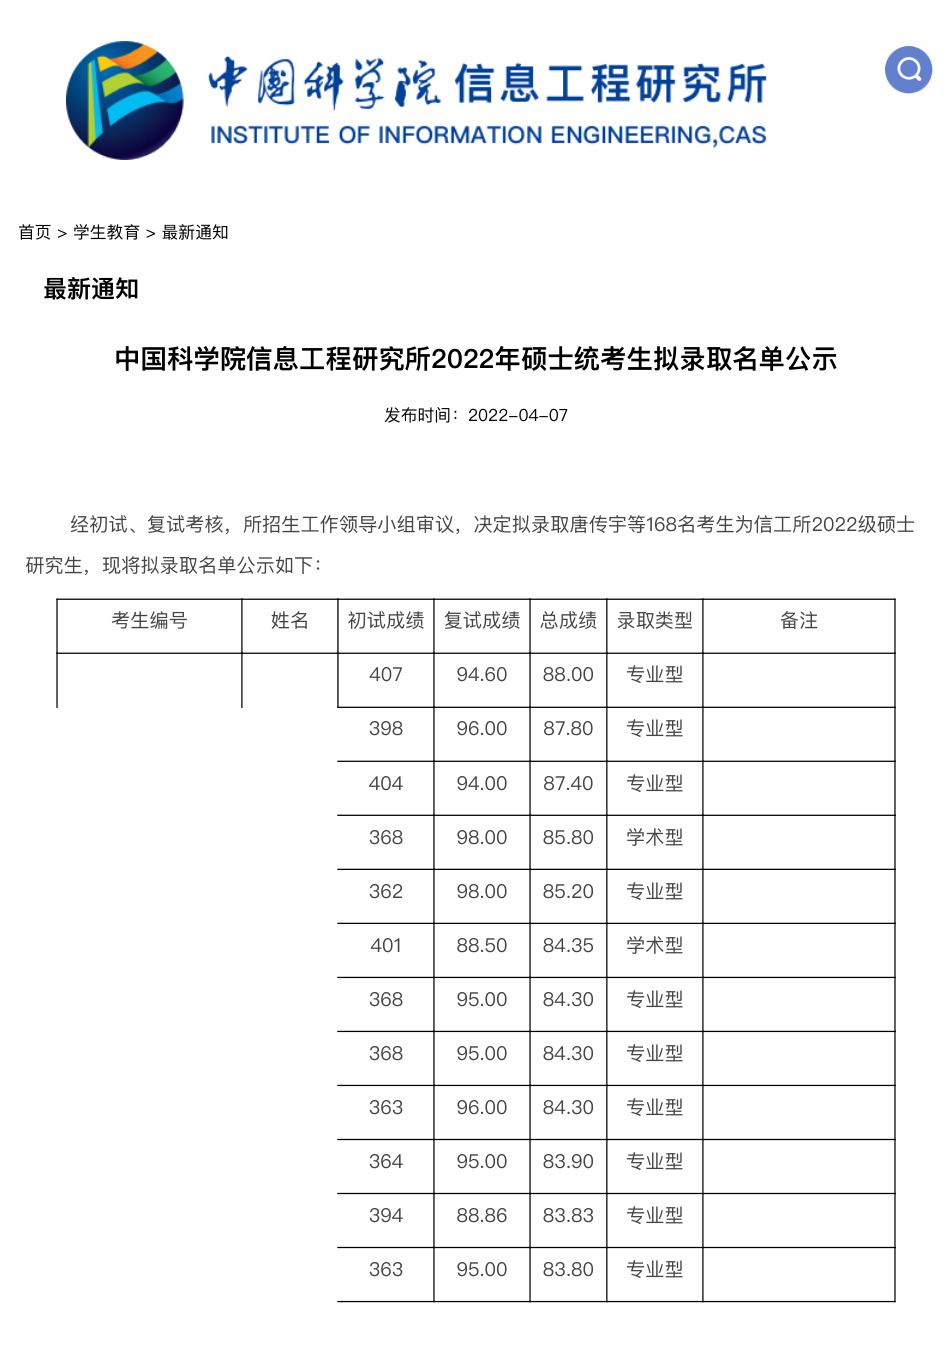 中国科学院 信息工程研究所
INSTITUTE OF INFORMATION ENGINEERING,CAS
首页 > 学生教育 > 最新通知
最新通知
中国科学院信息工程研究所2022年硕士统考生拟录取名单公示
发布时间：2022-04-07
经初试、复试考核，所招生工作领导小组审议，决定拟录取唐传宇等168名考生为信工所2022级硕士
研究生，现将拟录取名单公示如下：
考生编号 姓名 初试成绩 复试成绩 总成绩 录取类型 备注
407 94.60 88.00 专业型
398 96.00 87.80 专业型
404 94.00 87.40 专业型
368 98.00 85.80 学术型
362 98.00 85.20 专业型
401 88.50 84.35 学术型
368 95.00 84.30 专业型
368 95.00 84.30 专业型
363 96.00 84.30 专业型
364 95.00 83.90 专业型
394 88.86 83.83 专业型
363 95.00 83.80 专业型